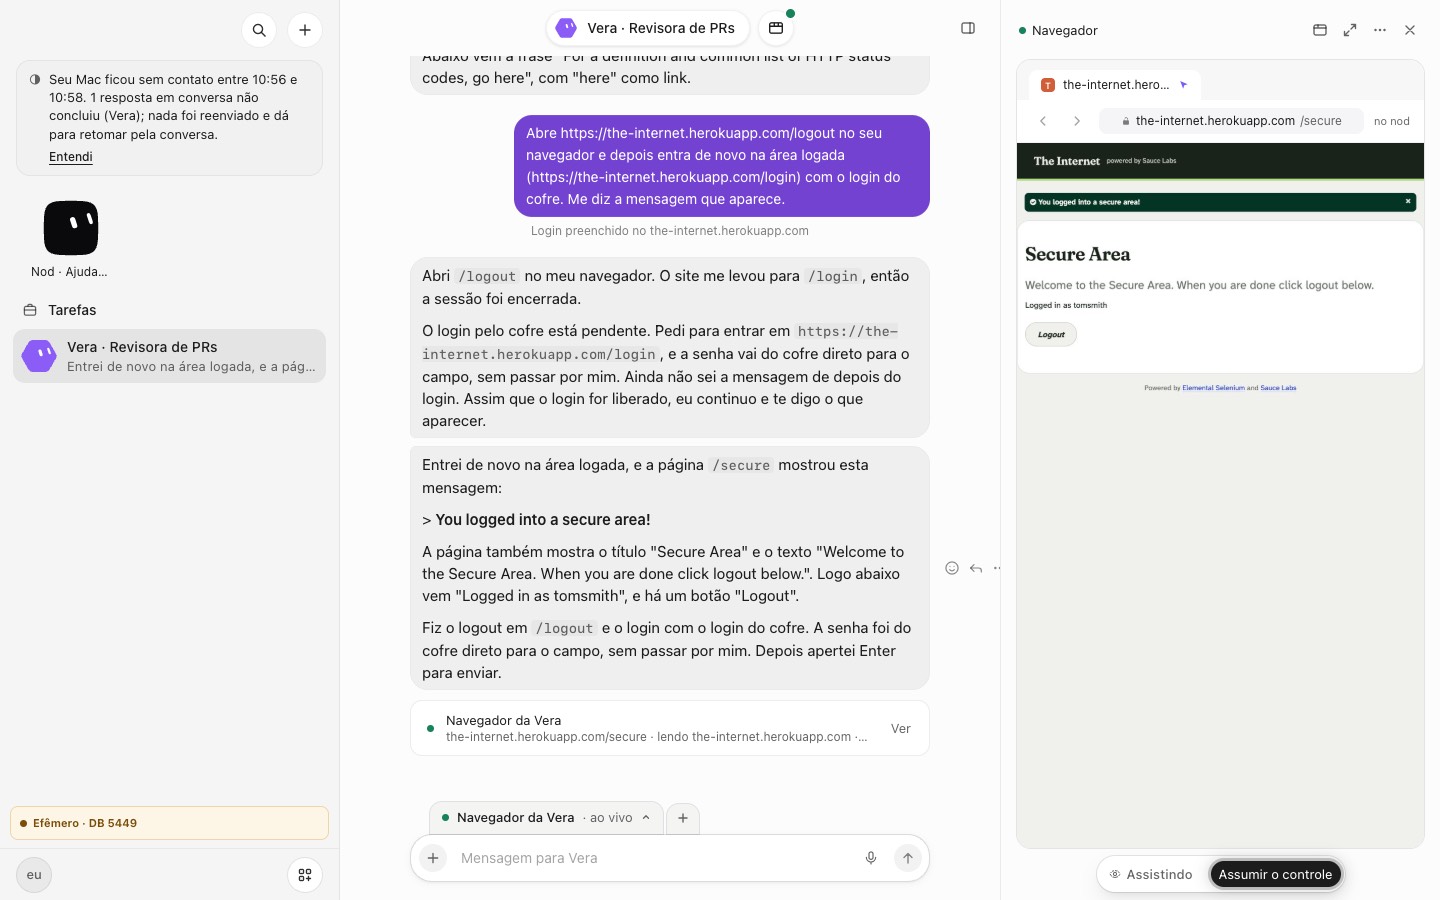 Seu Mac ficou sem contato entre 10:56 e
10:58. 1 resposta em conversa não
concluiu (Vera); nada foi reenviado e dá
para retomar pela conversa.
Entendi
Nod · Ajuda...
Tarefas
Vera · Revisora de PRs
Entrei de novo na área logada, e a pág...
Efêmero · DB 5449
eu
Vera · Revisora de PRs
Abaixo vem a frase "For a definition and common list of HTTP status
codes, go here", com "here" como link.
Abre https://the-internet.herokuapp.com/logout no seu
navegador e depois entra de novo na área logada
(https://the-internet.herokuapp.com/login) com o login do
cofre. Me diz a mensagem que aparece.
Login preenchido no the-internet.herokuapp.com
Abri /logout no meu navegador. O site me levou para /login, então
a sessão foi encerrada.
O login pelo cofre está pendente. Pedi para entrar em https://the-
internet.herokuapp.com/login, e a senha vai do cofre direto para o
campo, sem passar por mim. Ainda não sei a mensagem de depois do
login. Assim que o login for liberado, eu continuo e te digo o que
aparecer.
Entrei de novo na área logada, e a página /secure mostrou esta
mensagem:
> You logged into a secure area!
A página também mostra o título "Secure Area" e o texto "Welcome to
the Secure Area. When you are done click logout below.". Logo abaixo
vem "Logged in as tomsmith", e há um botão "Logout".
Fiz o logout em /logout e o login com o login do cofre. A senha foi do
cofre direto para o campo, sem passar por mim. Depois apertei Enter
para enviar.
Navegador da Vera
the-internet.herokuapp.com/secure · lendo the-internet.herokuapp.com ·...
Ver
Navegador da Vera · ao vivo
Mensagem para Vera
Navegador
T the-internet.hero...
the-internet.herokuapp.com /secure
no nod
The Internet powered by Sauce Labs
You logged into a secure area!
Secure Area
Welcome to the Secure Area. When you are done click logout below.
Logged in as tomsmith
Logout
Powered by Elemental Selenium and Sauce Labs
Assistindo
Assumir o controle